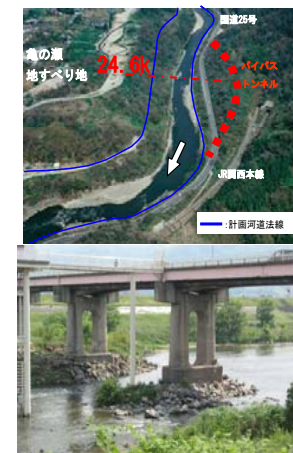 国道25号
亀の瀬
地すべり地
24.6k
バイパス
トンネル
JR関西本線
:計画河道法線